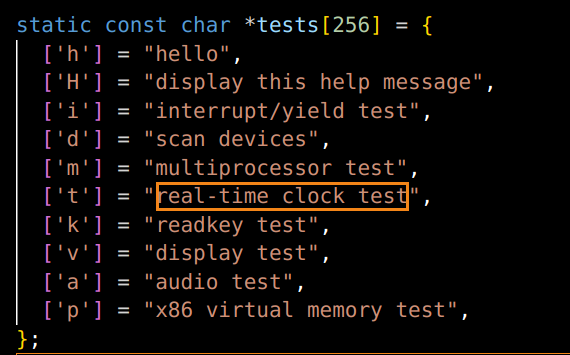 static const char *tests[256] = {
['h'] = "hello",
['H'] = "display this help message",
['i'] = "interrupt/yield test",
['d'] = "scan devices",
['m'] = "multiprocessor test",
['t'] = "real-time clock test",
['k'] = "readkey test",
['v'] = "display test",
['a'] = "audio test",
['p'] = "x86 virtual memory test",
};